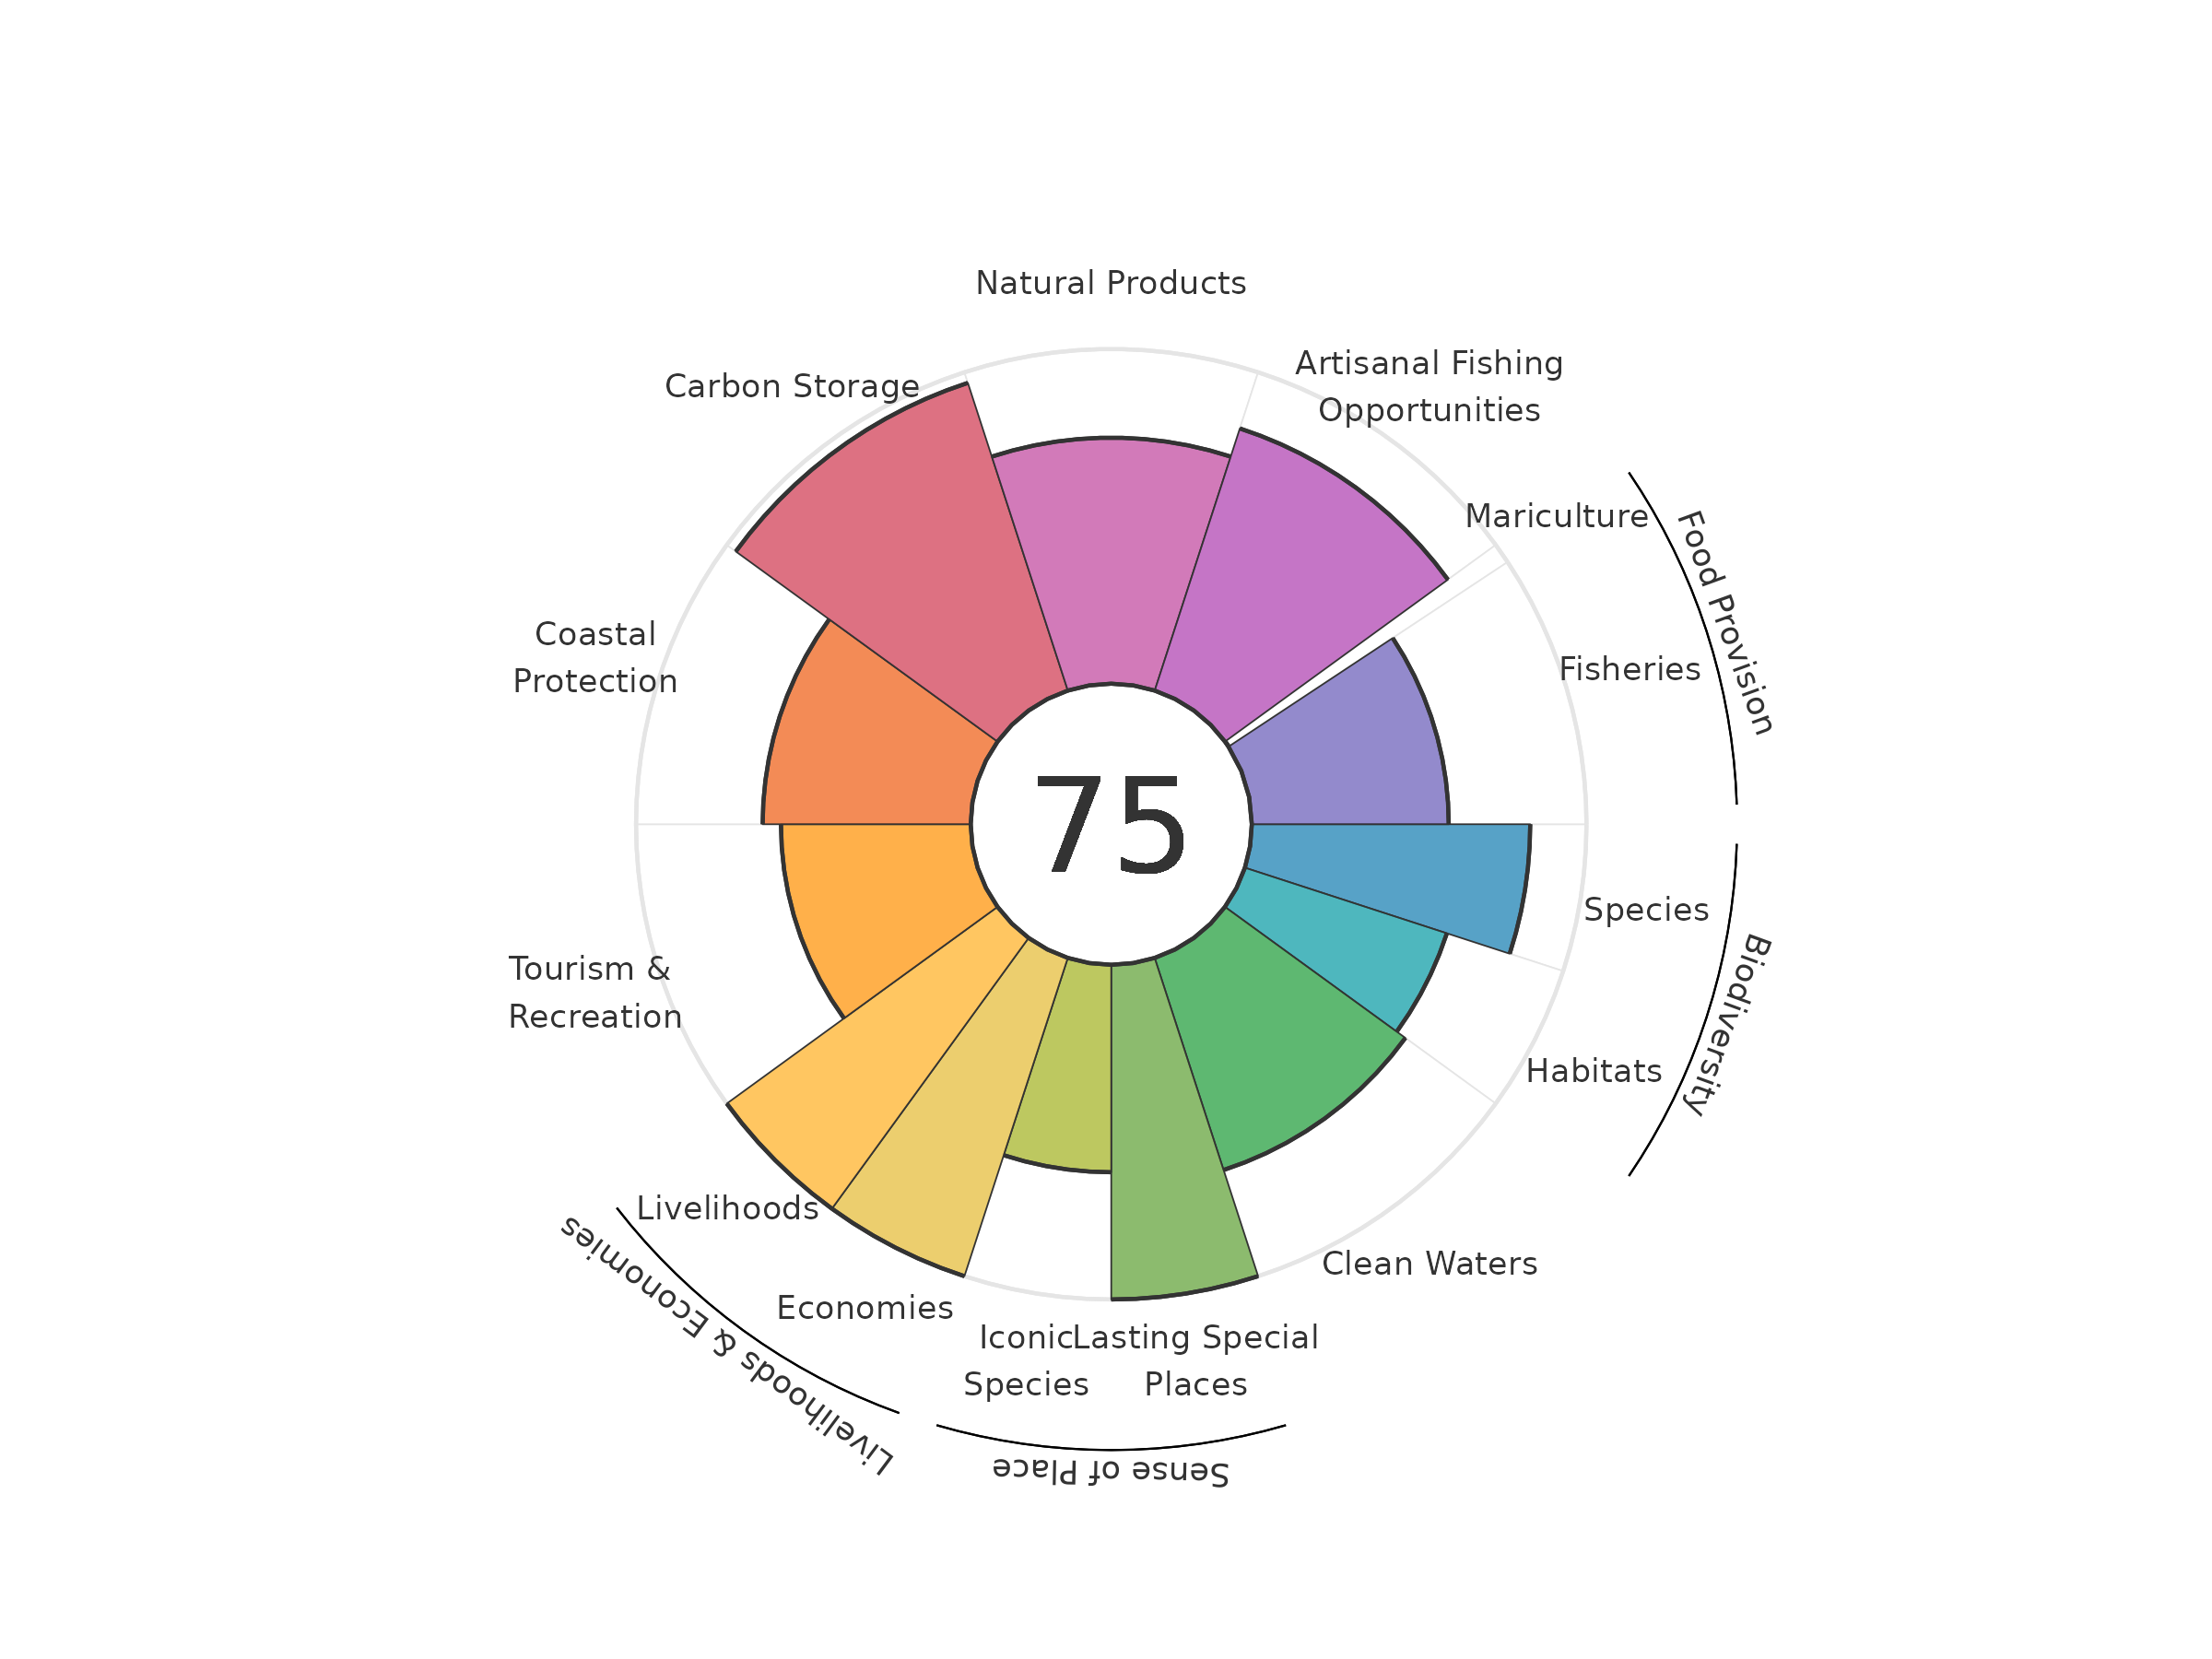 Natural Products
Artisanal Fishing
Opportunities
Carbon Storage
Mariculture
Food Provision
Coastal
Protection
Fisheries
75
Species
Biodiversity
Tourism &
Recreation
Habitats
Livelihoods
Clean Waters
Livelihoods & Economies
Economies
Iconic
Species
Lasting Special
Places
Sense of Place